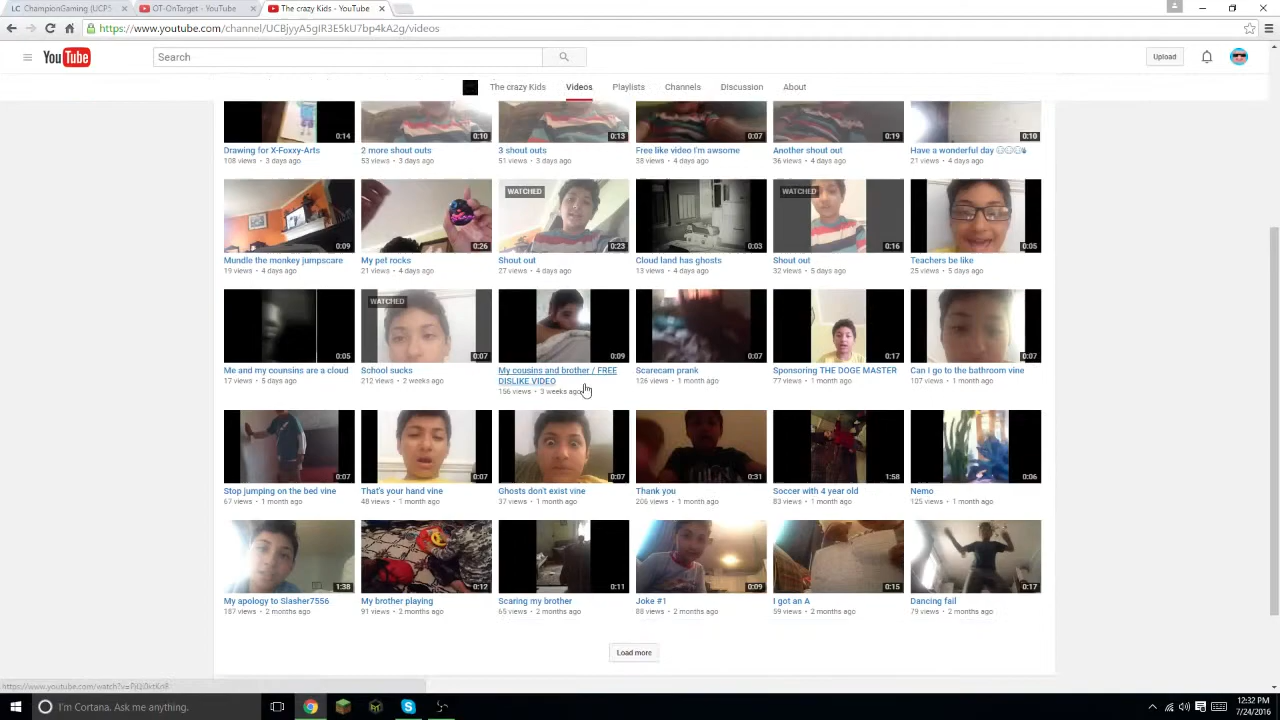 ChampionGaming (UCP5
OT-OnTarget - YouTube
The crazy Kids - YouTube
https://www.youtube.com/channel/UCBjyyA5gIR3E5kU7bp4kA2g/videos
YouTube
Search
Upload
The crazy Kids Videos Playlists Channels Discussion About
0:14 0:10 0:13 0:07 0:19 0:10
Drawing for X-Foxxy-Arts 2 more shout outs 3 shout outs Free like video I'm awsome Another shout out Have a wonderful day
108 views • 3 days ago 53 views • 3 days ago 51 views • 3 days ago 38 views • 4 days ago 36 views • 4 days ago 21 views • 4 days ago
WATCHED WATCHED
0:09 0:26 0:23 0:03 0:16 0:05
Mundle the monkey jumpscare My pet rocks Shout out Cloud land has ghosts Shout out Teachers be like
19 views • 4 days ago 21 views • 4 days ago 27 views • 4 days ago 13 views • 4 days ago 32 views • 5 days ago 25 views • 5 days ago
WATCHED
0:05 0:07 0:09 0:07 0:17 0:07
Me and my counsins are a cloud School sucks My cousins and brother / FREE Scarecam prank Sponsoring THE DOGE MASTER Can I go to the bathroom vine
DISLIKE VIDEO
17 views • 5 days ago 212 views • 2 weeks ago 126 views • 1 month ago 77 views • 1 month ago 107 views • 1 month ago
156 views • 3 weeks ago
0:07 0:07 0:07 0:31 1:58 0:06
Stop jumping on the bed vine That's your hand vine Ghosts don't exist vine Thank you Soccer with 4 year old Nemo
67 views • 1 month ago 48 views • 1 month ago 37 views • 1 month ago 206 views • 1 month ago 83 views • 1 month ago 125 views • 1 month ago
1:38 0:12 0:11 0:09 0:15 0:17
My apology to Slasher7556 My brother playing Scaring my brother Joke #1 I got an A Dancing fail
187 views • 2 months ago 91 views • 2 months ago 65 views • 2 months ago 88 views • 2 months ago 59 views • 2 months ago 79 views • 2 months ago
Load more
I'm Cortana. Ask me anything.
12:32 PM
7/24/2016